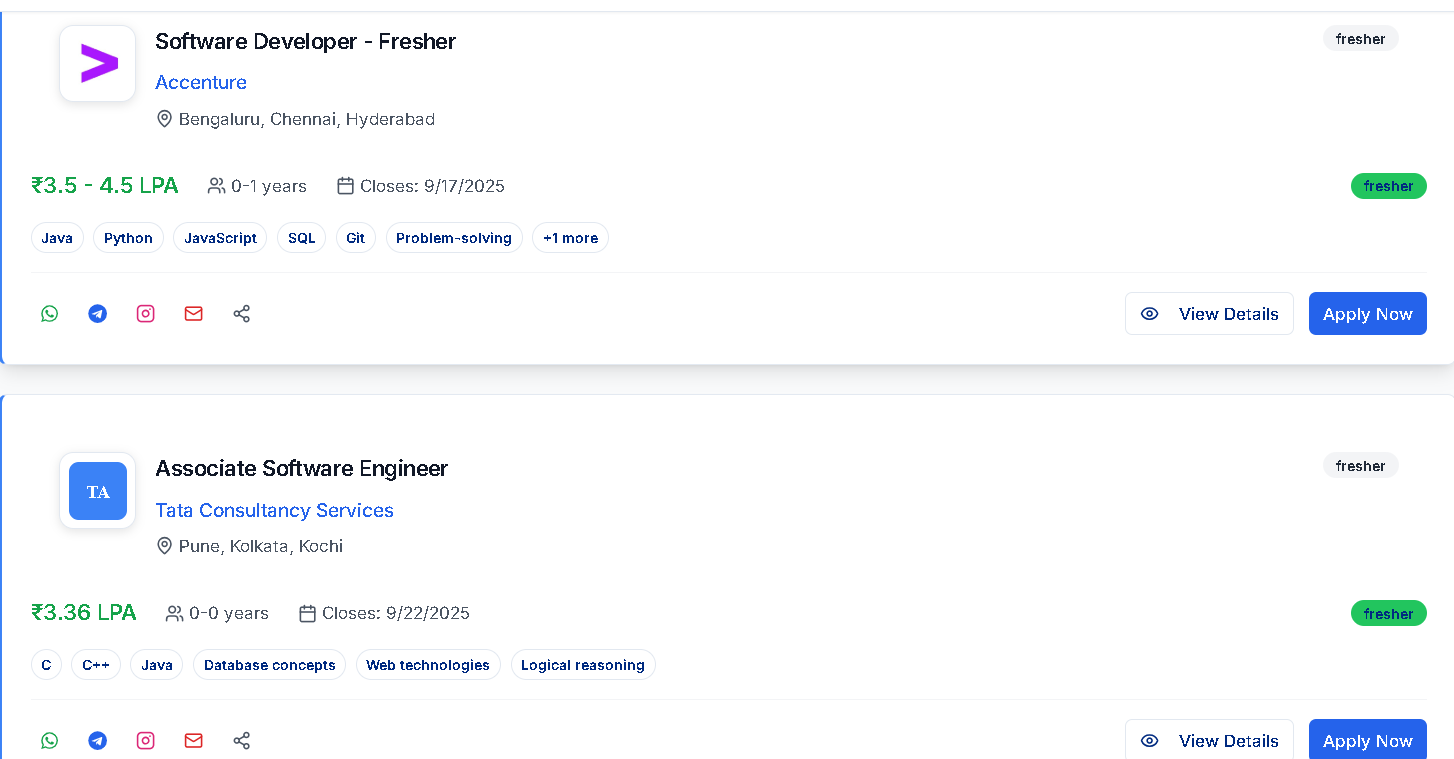 Software Developer - Fresher
fresher
Accenture
Bengaluru, Chennai, Hyderabad
₹3.5 - 4.5 LPA 0-1 years Closes: 9/17/2025 fresher
Java Python JavaScript SQL Git Problem-solving +1 more
View Details Apply Now
Associate Software Engineer
fresher
TA
Tata Consultancy Services
Pune, Kolkata, Kochi
₹3.36 LPA 0-0 years Closes: 9/22/2025 fresher
C C++ Java Database concepts Web technologies Logical reasoning
View Details Apply Now